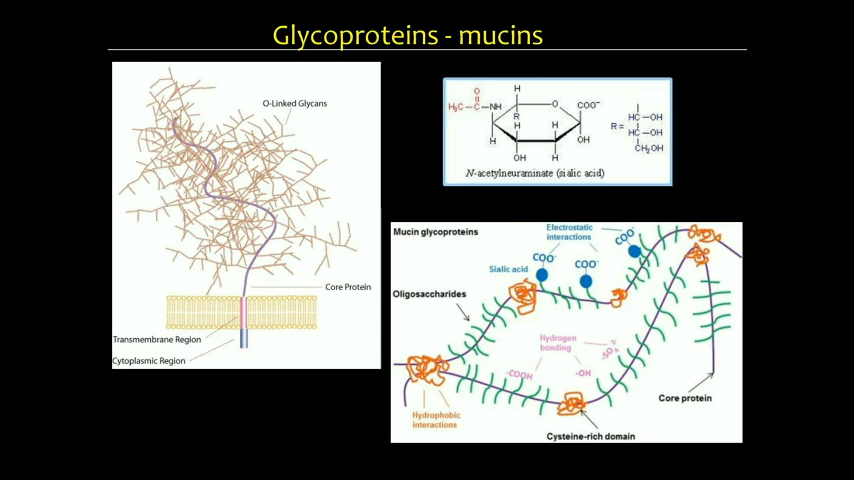 Glycoproteins - mucins
O-Linked Glycans
Core Protein
Transmembrane Region
Cytoplasmic Region
H
O
H₃C-C-NH
O
COO⁻
R
H
H
H
OH
OH
H
R=
HC-OH
HC-OH
CH₂OH
N-acetylneuraminate (sialic acid)
Mucin glycoproteins
Electrostatic
interactions
COO⁻
COO⁻
COO⁻
Sialic acid
Oligosaccharides
Hydrogen
bonding
-COOH
-OH
Hydrophobic
interactions
Core protein
Cysteine-rich domain